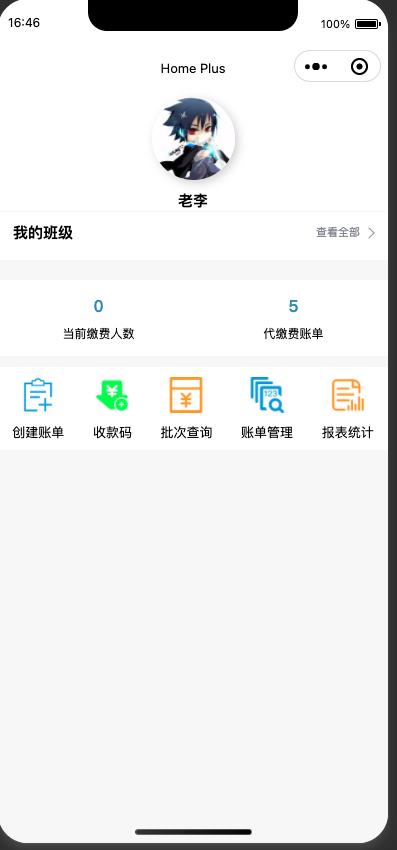 16:46
100%
Home Plus
老李
我的班级
查看全部
0
5
当前缴费人数
代缴费账单
创建账单
收款码
批次查询
账单管理
报表统计